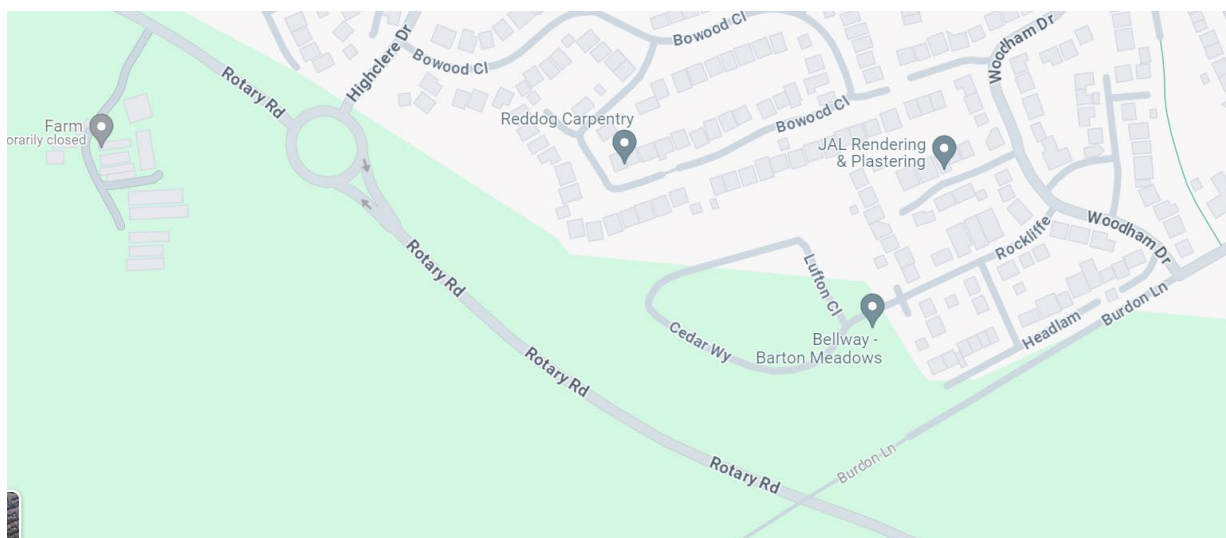 Bowood Cl
Woodham Dr
Highclere Dr
Bowood Cl
Rotary Rd
Reddog Carpentry
Bowood Cl
Farm
orarily closed
JAL Rendering
& Plastering
Woodham Dr
Rockliffe
Rotary Rd
Lufton Cl
Burdon Ln
Headlam
Cedar Wy
Bellway -
Barton Meadows
Rotary Rd
Burdon Ln
Rotary Rd